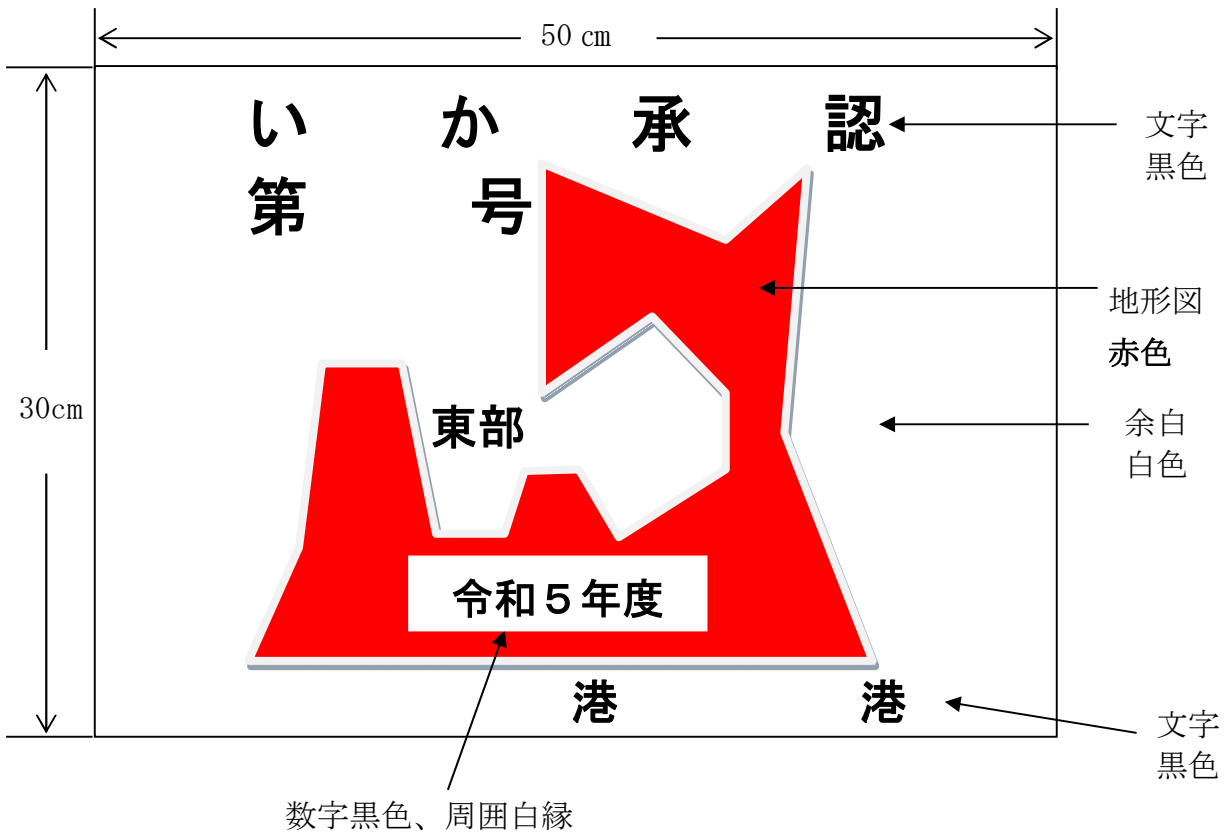 50 cm
い か 承 認
文字
黒色
第 号
地形図
赤色
30cm
東部
余白
白色
令和５年度
港 港
文字
黒色
数字黒色、周囲白縁